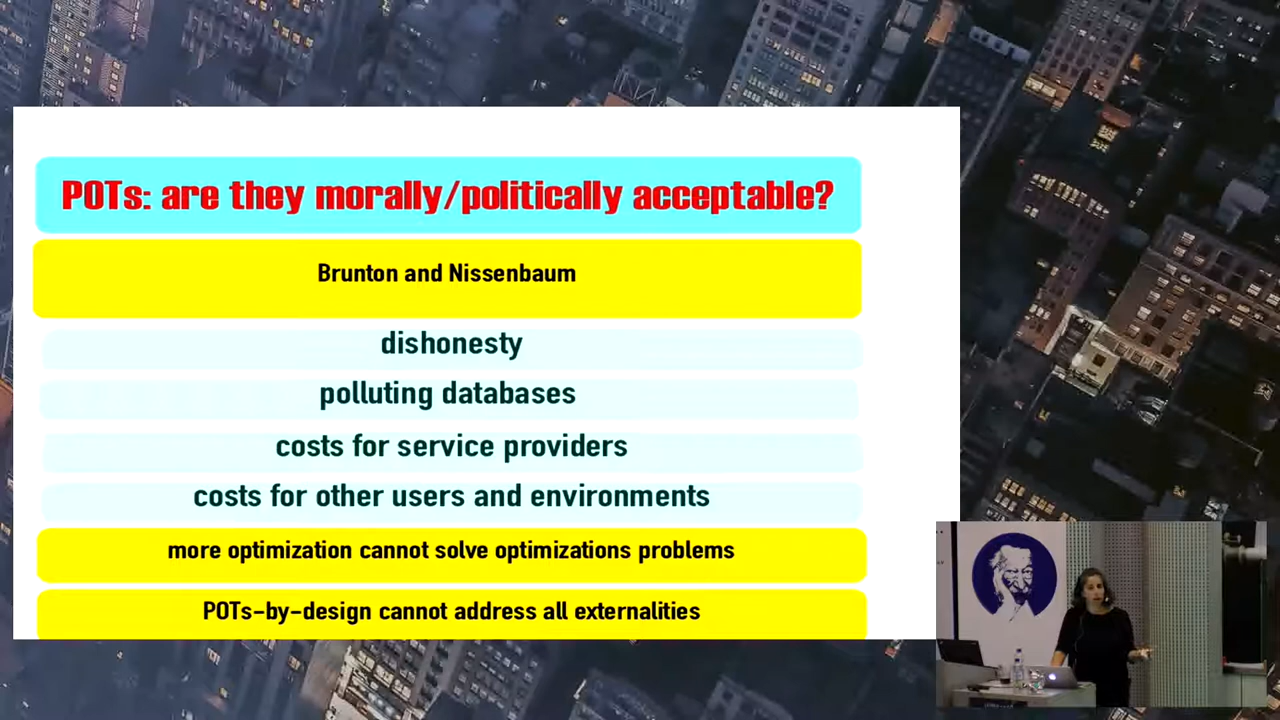 POTs: are they morally/politically acceptable?
Brunton and Nissenbaum
dishonesty
polluting databases
costs for service providers
costs for other users and environments
more optimization cannot solve optimizations problems
POTs-by-design cannot address all externalities